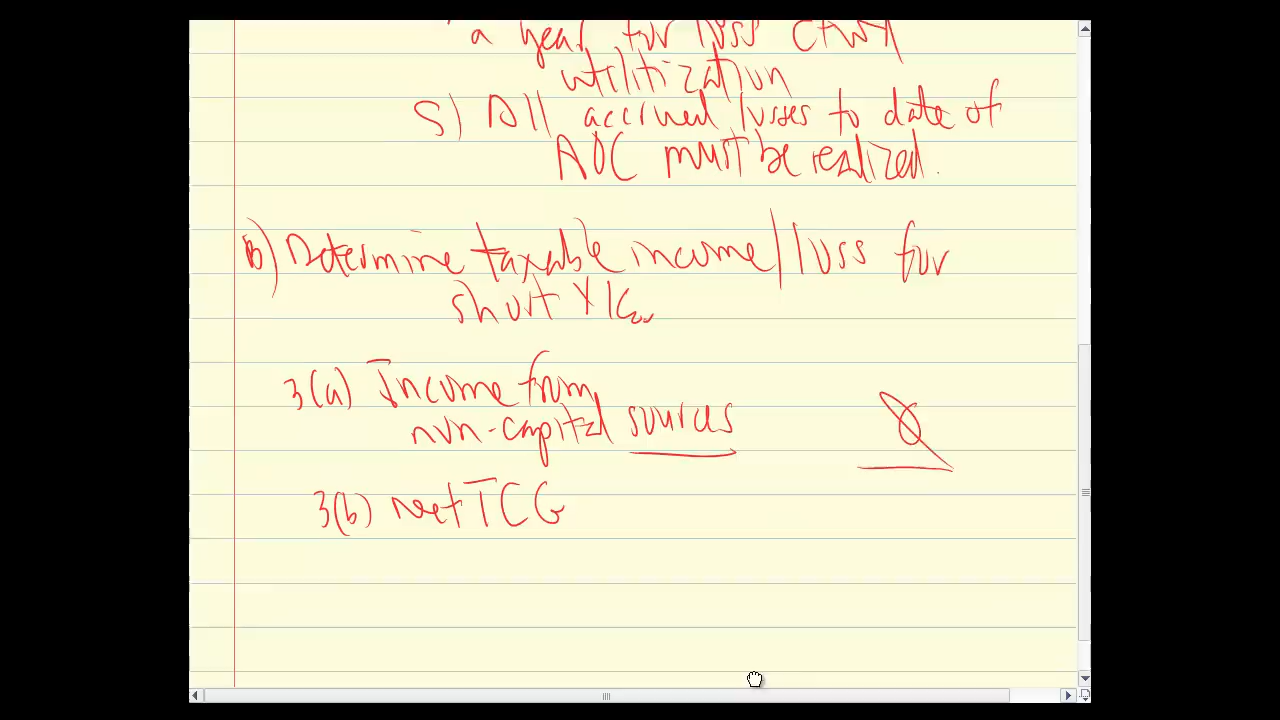 a year for loss CFWD
utilitization
5) All accrued losses to date of
AOC must be realized.
B) Determine taxable income/loss for
short Y/E
3(a) Income from
non-capital sources
3(b) net TCG